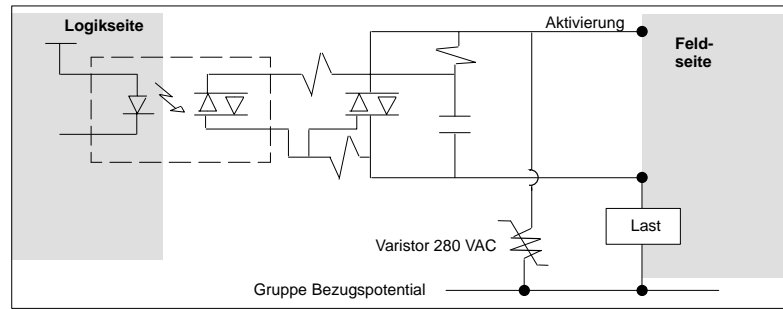 Logikseite
Aktivierung
Feld-
seite
Last
Varistor 280 VAC
Gruppe Bezugspotential